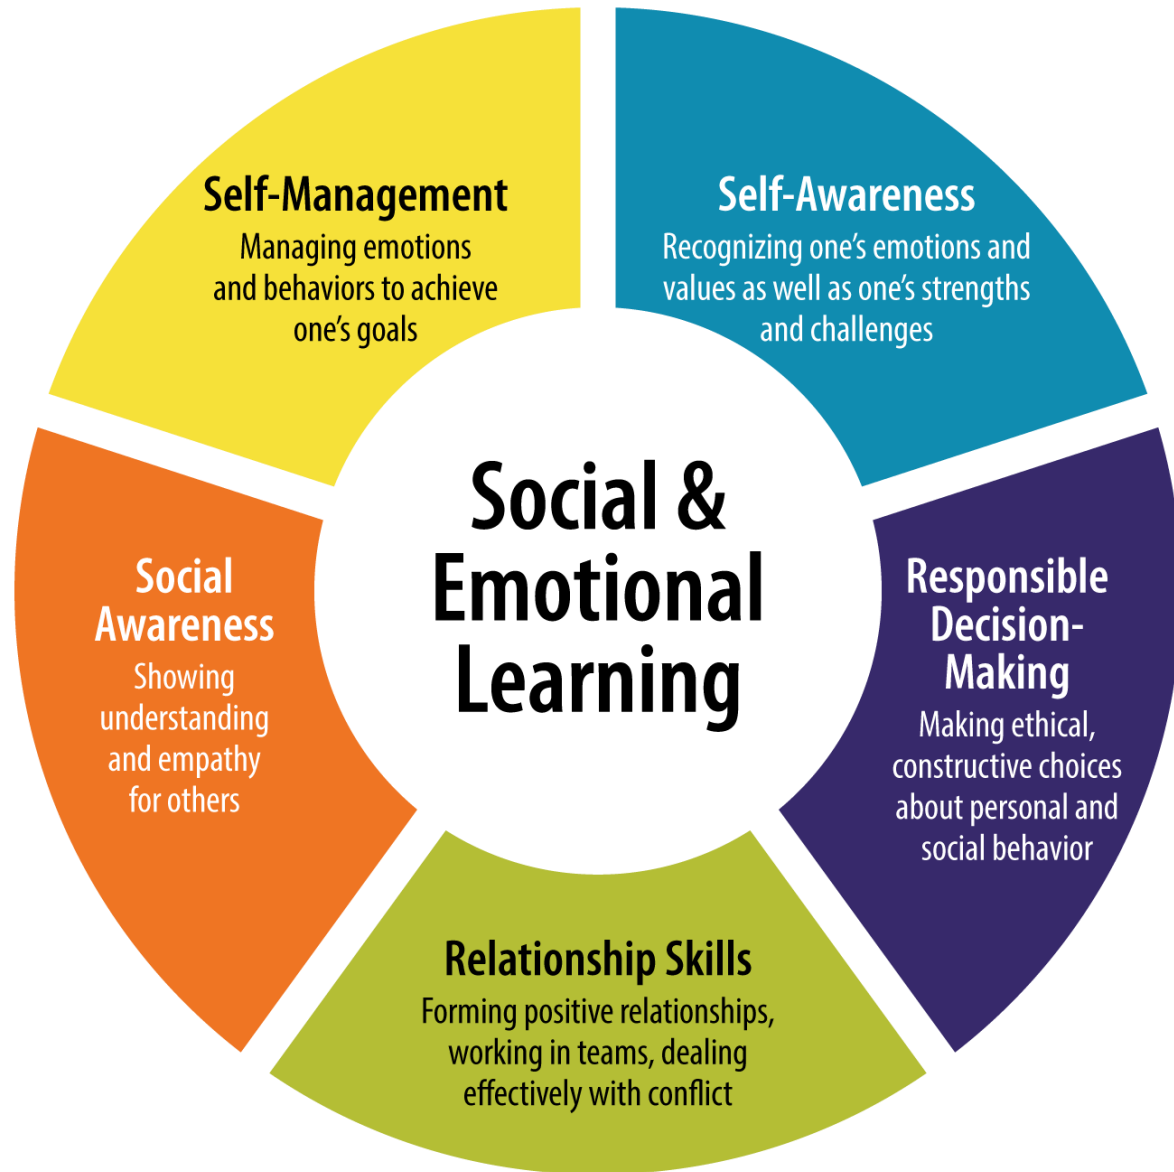 Self-Management
Managing emotions
and behaviors to achieve
one’s goals
Self-Awareness
Recognizing one’s emotions and
values as well as one’s strengths
and challenges
Social &
Emotional
Learning
Social
Awareness
Showing
understanding
and empathy
for others
Responsible
Decision-
Making
Making ethical,
constructive choices
about personal and
social behavior
Relationship Skills
Forming positive relationships,
working in teams, dealing
effectively with conflict